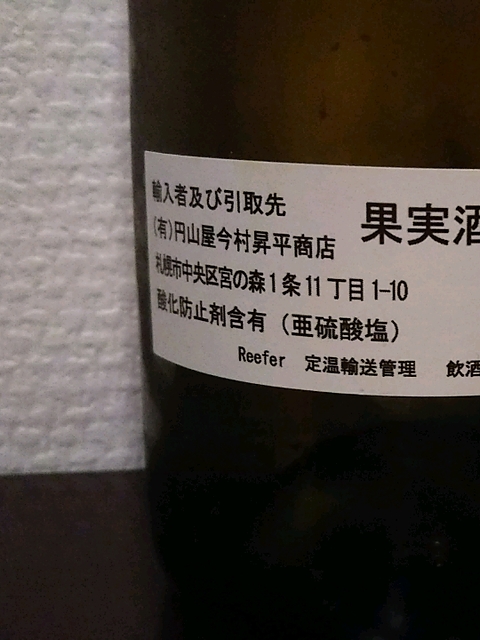 輸入者及び引取先
果実酒
(有)円山屋今村昇平商店
札幌市中央区宮の森1条11丁目1-10
酸化防止剤含有(亜硫酸塩)
Reefer 定温輸送管理 飲酒